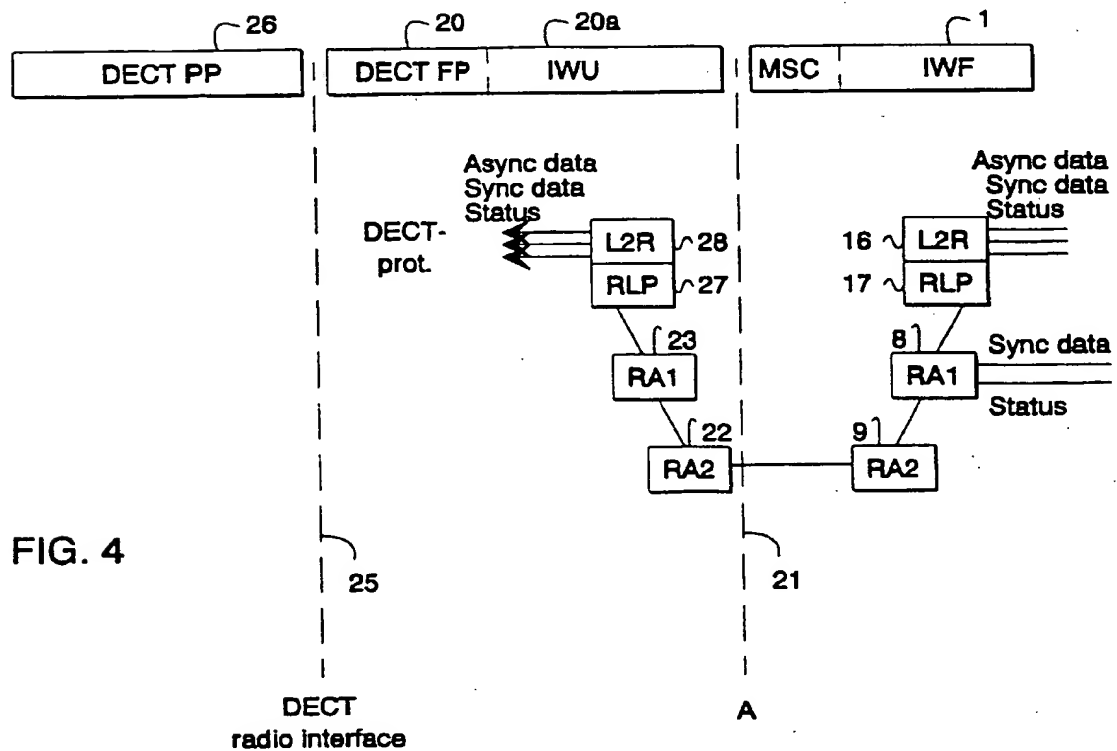 26
20
20a
1
DECT PP
DECT FP
IWU
MSC
IWF
Async data
Sync data
Status
Async data
Sync data
Status
DECT-
prot.
L2R
28
16
L2R
RLP
27
17
RLP
23
8
Sync data
RA1
RA1
Status
22
9
RA2
RA2
FIG. 4
25
21
DECT
radio interface
A